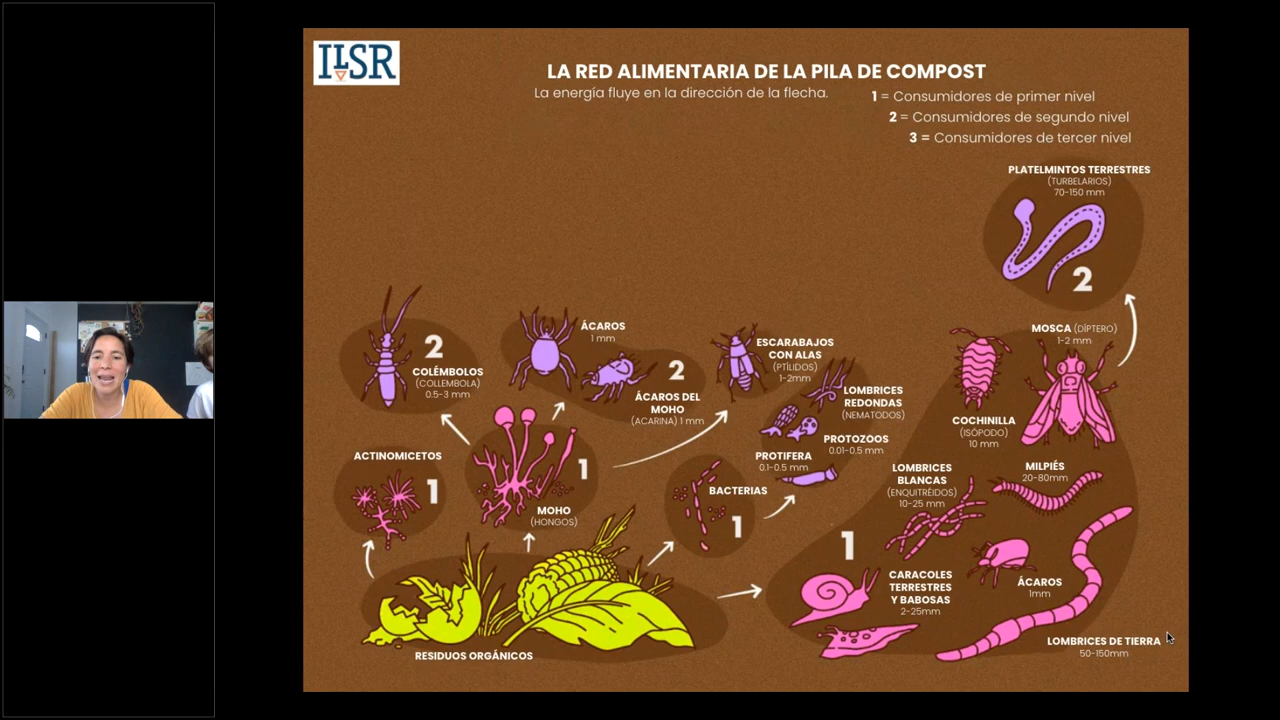 ILSR
LA RED ALIMENTARIA DE LA PILA DE COMPOST
La energía fluye en la dirección de la flecha.
1 = Consumidores de primer nivel
2 = Consumidores de segundo nivel
3 = Consumidores de tercer nivel
PLATELMINTOS TERRESTRES
(TURBELARIOS)
70-150 mm
2
MOSCA (DÍPTERO)
1-2 mm
ÁCAROS
1 mm
2
COLÉMBOLOS
(COLLEMBOLA)
0.5-3 mm
2
ÁCAROS DEL
MOHO
(ACARINA) 1 mm
ESCARABAJOS
CON ALAS
(PTÍLIDOS)
1-2mm
LOMBRICES
REDONDAS
(NEMATODOS)
PROTOZOOS
0.01-0.5 mm
PROTIFERA
0.1-0.5 mm
COCHINILLA
(ISÓPODO)
10 mm
ACTINOMICETOS
1
1
MOHO
(HONGOS)
BACTERIAS
1
LOMBRICES
BLANCAS
(ENQUITRÉIDOS)
10-25 mm
MILPIÉS
20-80mm
1
CARACOLES
TERRESTRES
Y BABOSAS
2-25mm
ÁCAROS
1mm
LOMBRICES DE TIERRA
50-150mm
RESIDUOS ORGÁNICOS